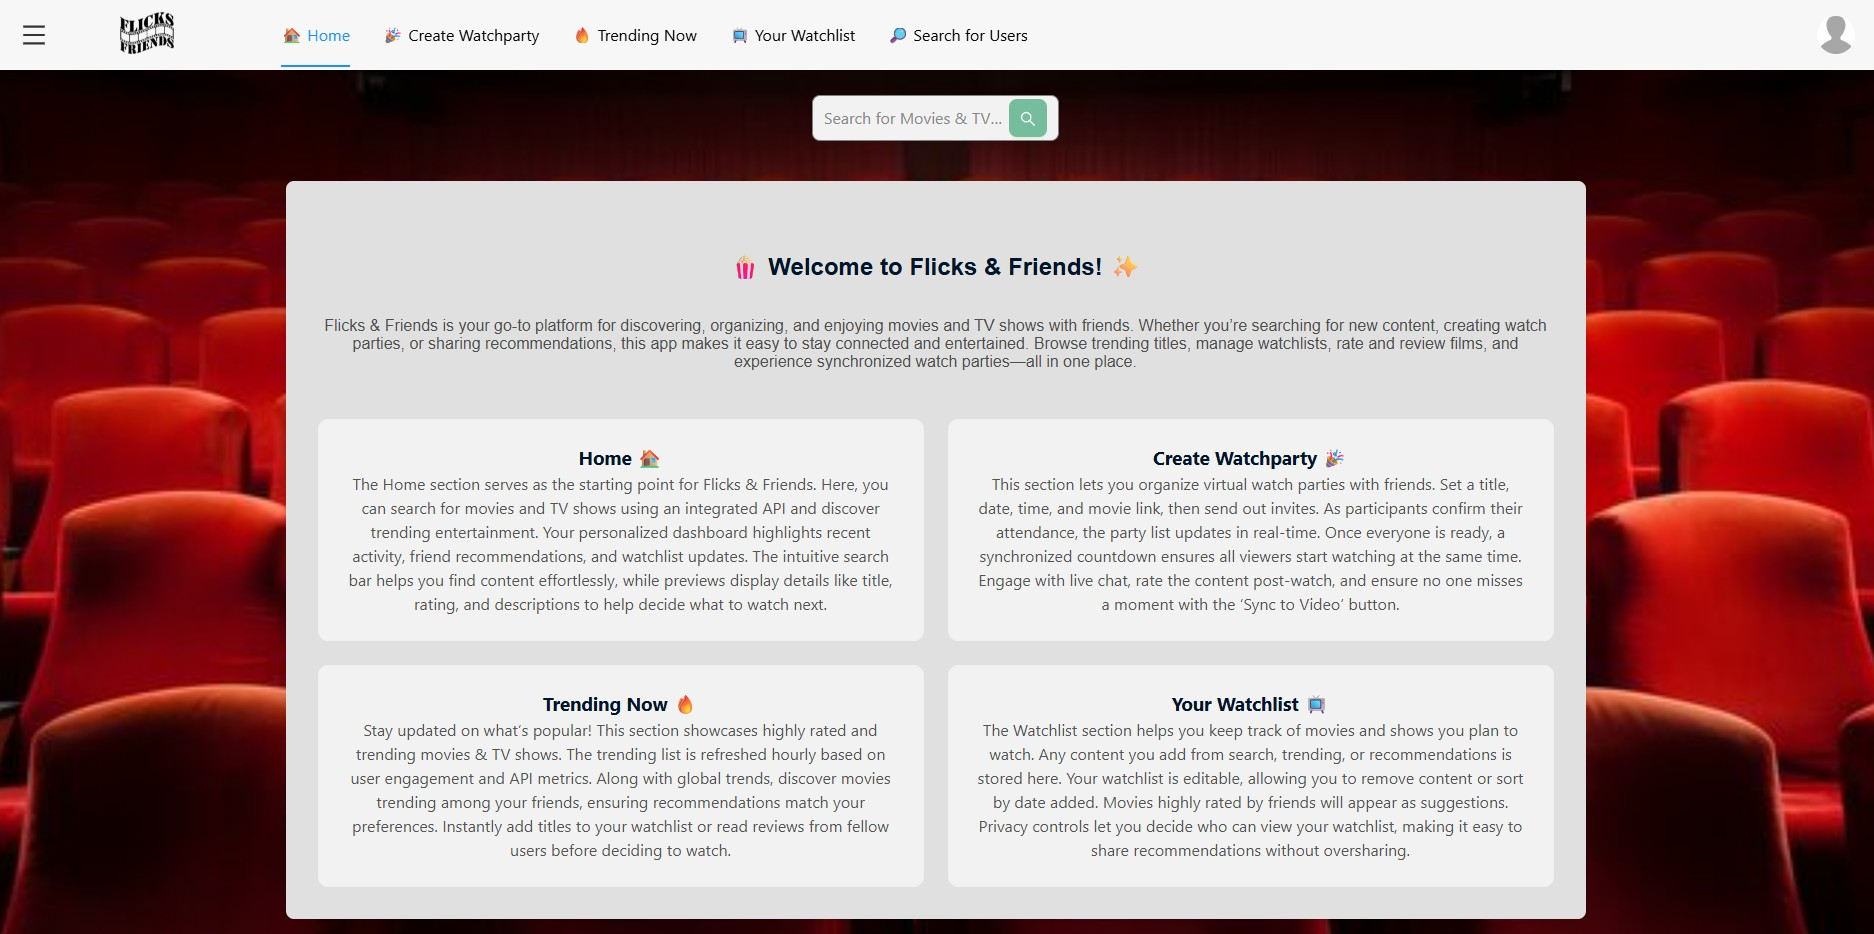 FLICKS
FRIENDS
Home
Create Watchparty
Trending Now
Your Watchlist
Search for Users
Search for Movies & TV...
Welcome to Flicks & Friends!
Flicks & Friends is your go-to platform for discovering, organizing, and enjoying movies and TV shows with friends. Whether you’re searching for new content, creating watch
parties, or sharing recommendations, this app makes it easy to stay connected and entertained. Browse trending titles, manage watchlists, rate and review films, and
experience synchronized watch parties—all in one place.
Home
The Home section serves as the starting point for Flicks & Friends. Here, you
can search for movies and TV shows using an integrated API and discover
trending entertainment. Your personalized dashboard highlights recent
activity, friend recommendations, and watchlist updates. The intuitive search
bar helps you find content effortlessly, while previews display details like title,
rating, and descriptions to help decide what to watch next.
Create Watchparty
This section lets you organize virtual watch parties with friends. Set a title,
date, time, and movie link, then send out invites. As participants confirm their
attendance, the party list updates in real-time. Once everyone is ready, a
synchronized countdown ensures all viewers start watching at the same time.
Engage with live chat, rate the content post-watch, and ensure no one misses
a moment with the ‘Sync to Video’ button.
Trending Now
Stay updated on what’s popular! This section showcases highly rated and
trending movies & TV shows. The trending list is refreshed hourly based on
user engagement and API metrics. Along with global trends, discover movies
trending among your friends, ensuring recommendations match your
preferences. Instantly add titles to your watchlist or read reviews from fellow
users before deciding to watch.
Your Watchlist
The Watchlist section helps you keep track of movies and shows you plan to
watch. Any content you add from search, trending, or recommendations is
stored here. Your watchlist is editable, allowing you to remove content or sort
by date added. Movies highly rated by friends will appear as suggestions.
Privacy controls let you decide who can view your watchlist, making it easy to
share recommendations without oversharing.